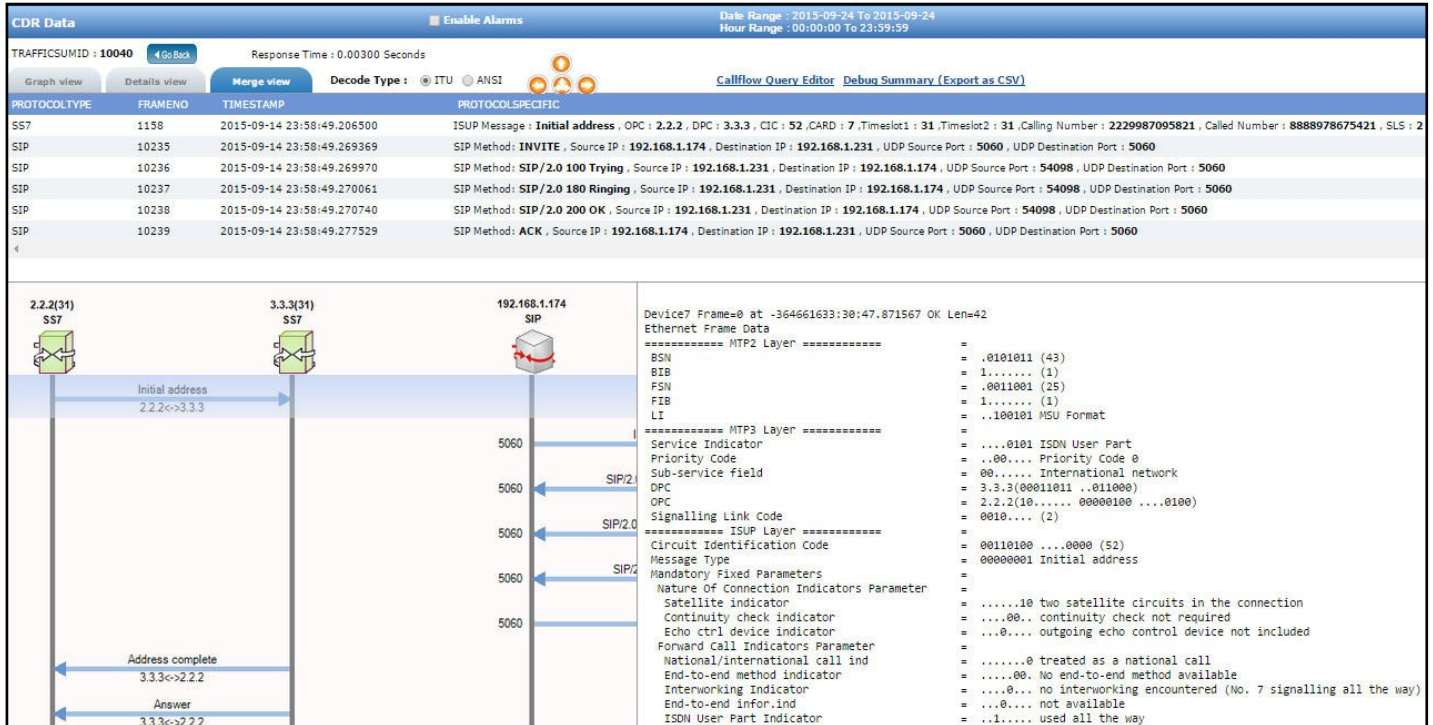 CDR Data
Enable Alarms
Date Range : 2015-09-24 To 2015-09-24
Hour Range : 00:00:00 To 23:59:59
TRAFFICSUMID : 10040 Go Back Response Time : 0.00300 Seconds
Graph view Details view Merge view Decode Type : ITU ANSI Callflow Query Editor Debug Summary (Export as CSV)
PROTOCOLTYPE FRAMENO TIMESTAMP PROTOCOLSPECIFIC
SS7 1158 2015-09-14 23:58:49.206500 ISUP Message : Initial address , OPC : 2.2.2 , DPC : 3.3.3 , CIC : 52 ,CARD : 7 ,Timeslot1 : 31 ,Timeslot2 : 31 ,Calling Number : 2229987095821 , Called Number : 8888978675421 , SLS : 2
SIP 10235 2015-09-14 23:58:49.269369 SIP Method: INVITE , Source IP : 192.168.1.174 , Destination IP : 192.168.1.231 , UDP Source Port : 5060 , UDP Destination Port : 5060
SIP 10236 2015-09-14 23:58:49.269970 SIP Method: SIP/2.0 100 Trying , Source IP : 192.168.1.231 , Destination IP : 192.168.1.174 , UDP Source Port : 54098 , UDP Destination Port : 5060
SIP 10237 2015-09-14 23:58:49.270061 SIP Method: SIP/2.0 180 Ringing , Source IP : 192.168.1.231 , Destination IP : 192.168.1.174 , UDP Source Port : 54098 , UDP Destination Port : 5060
SIP 10238 2015-09-14 23:58:49.270740 SIP Method: SIP/2.0 200 OK , Source IP : 192.168.1.231 , Destination IP : 192.168.1.174 , UDP Source Port : 54098 , UDP Destination Port : 5060
SIP 10239 2015-09-14 23:58:49.277529 SIP Method: ACK , Source IP : 192.168.1.174 , Destination IP : 192.168.1.231 , UDP Source Port : 5060 , UDP Destination Port : 5060
2.2.2(31) 3.3.3(31) 192.168.1.174
SS7 SS7 SIP
Initial address
2.2.2<->3.3.3
5060
5060 SIP/2.0
5060 SIP/2.0
5060 SIP/2
5060
Address complete
3.3.3<->2.2.2
Answer
3.3.3<->2.2.2
Device7 Frame=0 at -364661633:30:47.871567 OK Len=42
Ethernet Frame Data
============ MTP2 Layer ============ =
BSN = .0101011 (43)
BIB = 1....... (1)
FSN = .0011001 (25)
FIB = 1....... (1)
LI = ..100101 MSU Format
============ MTP3 Layer ============ =
Service Indicator = ....0101 ISDN User Part
Priority Code = ..00.... Priority Code 0
Sub-service field = 00...... International network
DPC = 3.3.3(00011011 ..011000)
OPC = 2.2.2(10...... 00000100 ....0100)
Signalling Link Code = 0010.... (2)
============ ISUP Layer ============ =
Circuit Identification Code = 00110100 ....0000 (52)
Message Type = 00000001 Initial address
Mandatory Fixed Parameters =
Nature Of Connection Indicators Parameter =
Satellite indicator = ......10 two satellite circuits in the connection
Continuity check indicator = ....00.. continuity check not required
Echo ctrl device indicator = ...0.... outgoing echo control device not included
Forward Call Indicators Parameter =
National/international call ind = .......0 treated as a national call
End-to-end method indicator = .....00. No end-to-end method available
Interworking Indicator = ....0... no interworking encountered (No. 7 signalling all the way)
End-to-end infor.ind = ...0.... not available
ISDN User Part Indicator = ..1..... used all the way